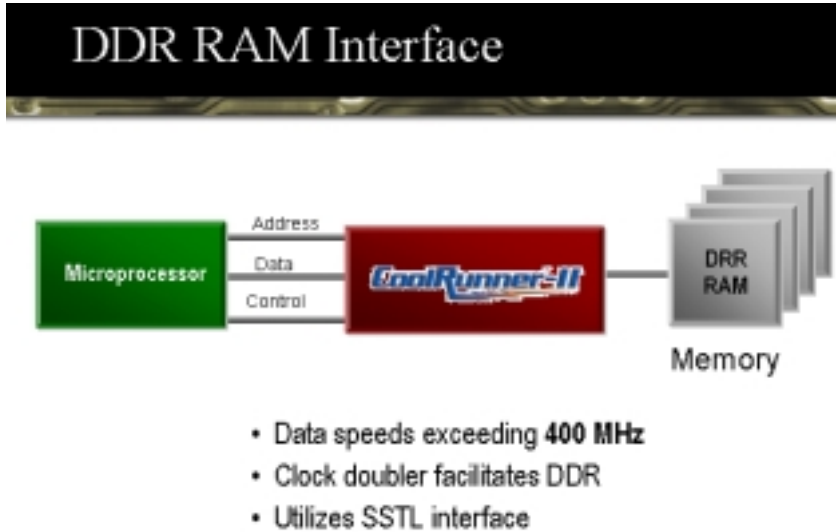 DDR RAM Interface
Address
Microprocessor
Data
Control
CoolRunner-II
DRR
RAM
Memory
• Data speeds exceeding 400 MHz
• Clock doubler facilitates DDR
• Utilizes SSTL interface